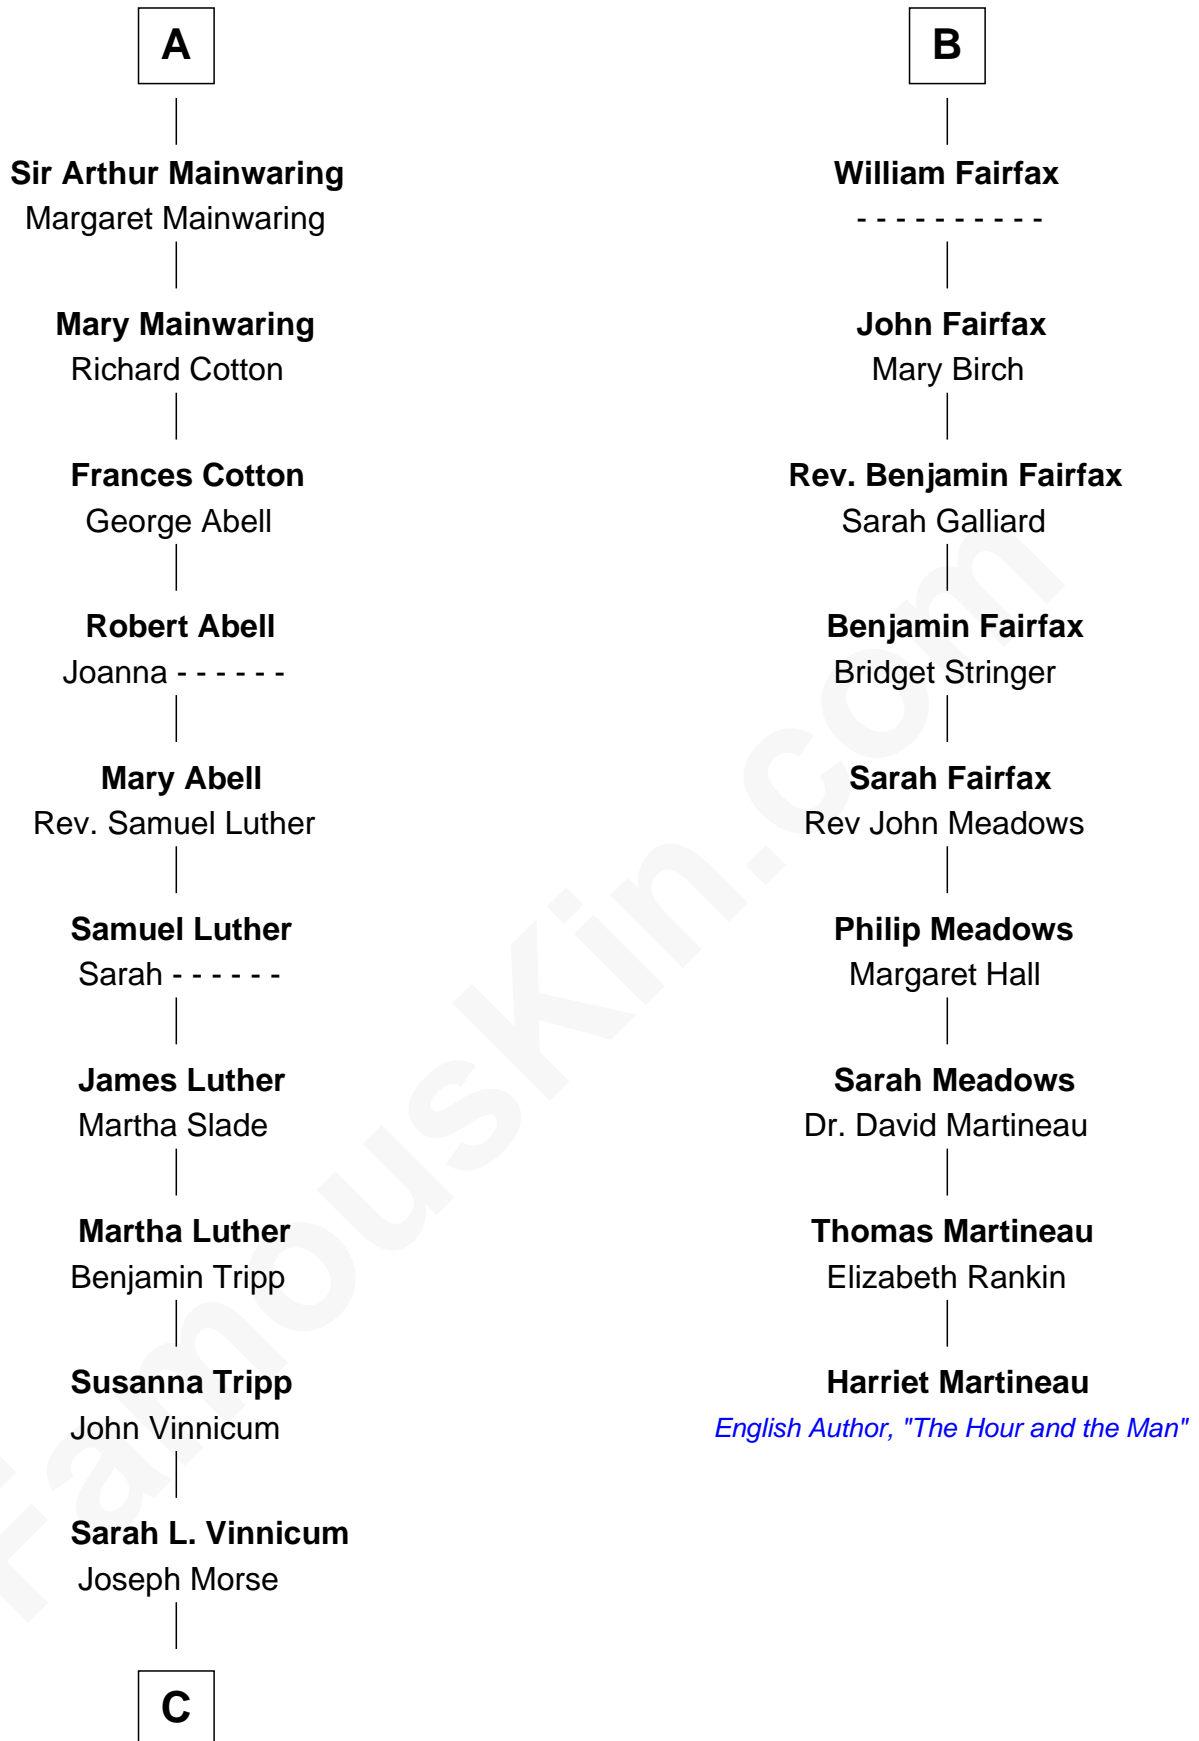 A
Sir Arthur Mainwaring
Margaret Mainwaring
Mary Mainwaring
Richard Cotton
Frances Cotton
George Abell
Robert Abell
Joanna - - - - - -
Mary Abell
Rev. Samuel Luther
Samuel Luther
Sarah - - - - - -
James Luther
Martha Slade
Martha Luther
Benjamin Tripp
Susanna Tripp
John Vinnicum
Sarah L. Vinnicum
Joseph Morse
C
B
William Fairfax
- - - - - - - - - -
John Fairfax
Mary Birch
Rev. Benjamin Fairfax
Sarah Galliard
Benjamin Fairfax
Bridget Stringer
Sarah Fairfax
Rev John Meadows
Philip Meadows
Margaret Hall
Sarah Meadows
Dr. David Martineau
Thomas Martineau
Elizabeth Rankin
Harriet Martineau
English Author, "The Hour and the Man"
FamousKin.com